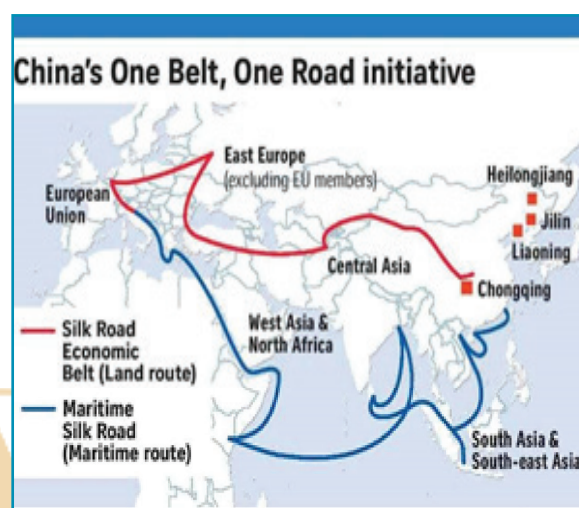 China's One Belt, One Road initiative
East Europe
(excluding EU members)
European
Union
Heilongjiang
Jilin
Liaoning
Central Asia
Chongqing
West Asia &
North Africa
Silk Road
Economic
Belt (Land route)
Maritime
Silk Road
(Maritime route)
South Asia &
South-east Asia